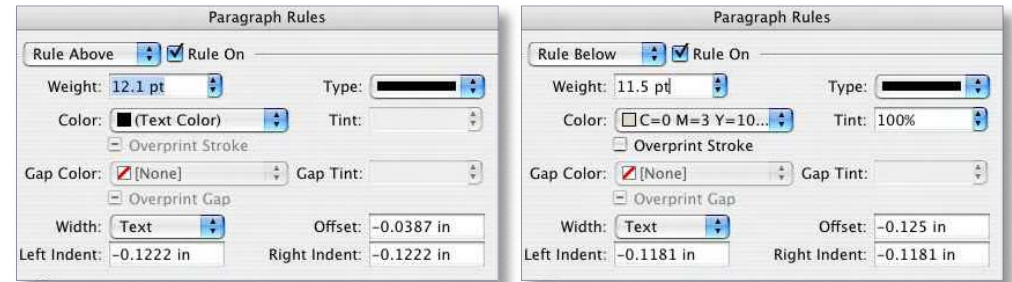 Paragraph Rules
Rule Above Rule On
Weight: 12.1 pt Type:
Color: (Text Color) Tint:
Overprint Stroke
Gap Color: [None] Gap Tint:
Overprint Gap
Width: Text Offset: -0.0387 in
Left Indent: -0.1222 in Right Indent: -0.1222 in
Paragraph Rules
Rule Below Rule On
Weight: 11.5 pt Type:
Color: C=0 M=3 Y=10... Tint: 100%
Overprint Stroke
Gap Color: [None] Gap Tint:
Overprint Gap
Width: Text Offset: -0.125 in
Left Indent: -0.1181 in Right Indent: -0.1181 in